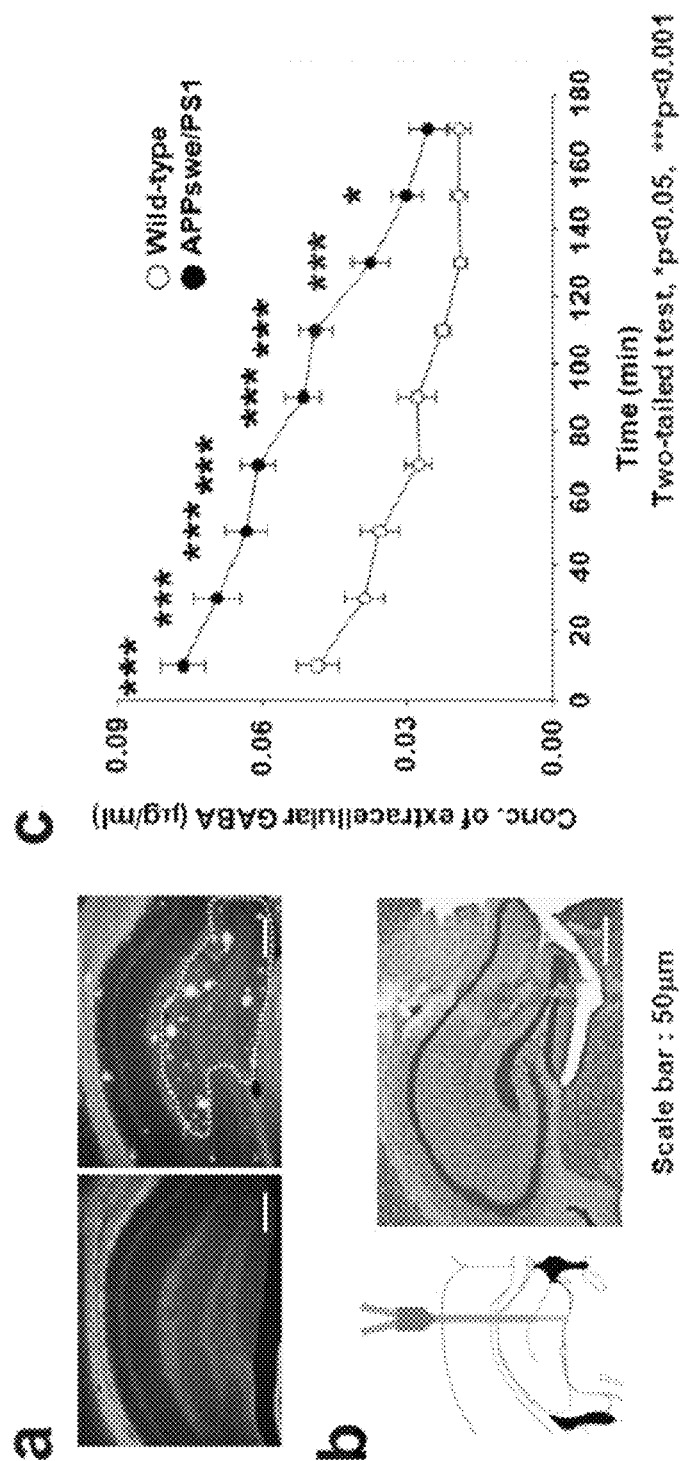 a
b
Scale bar : 50µm
c
Conc. of extracellular GABA (µg/ml)
0.09
0.06
0.03
0.00
*** *** *** *** *** *** *** *
Wild-type
APPswe/PS1
0 20 40 60 80 100 120 140 160 180
Time (min)
Two-tailed ttest, *p<0.05, ***p<0.001